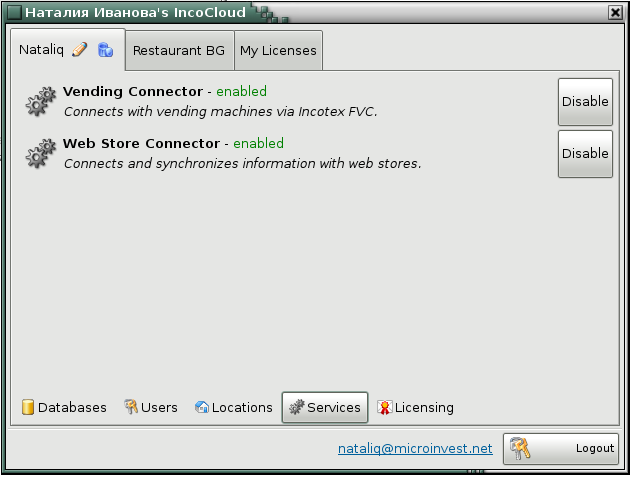 Наталия Иванова's IncoCloud
Nataliq Restaurant BG My Licenses
Vending Connector - enabled
Connects with vending machines via Incotex FVC.
Disable
Web Store Connector - enabled
Connects and synchronizes information with web stores.
Disable
Databases Users Locations Services Licensing
nataliq@microinvest.net Logout